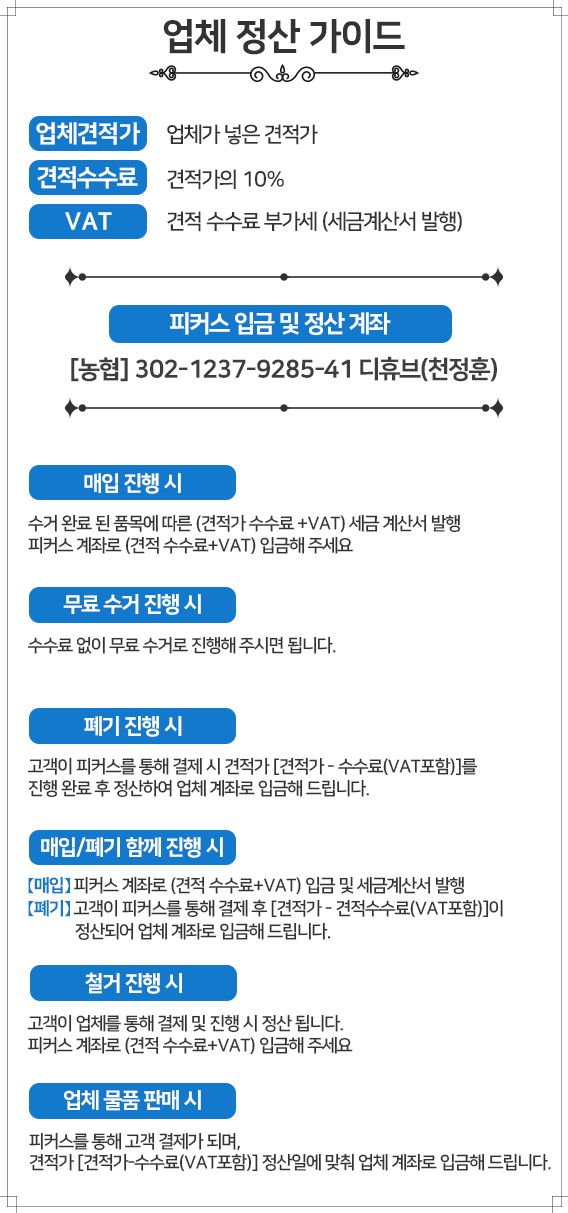 업체 정산 가이드
업체견적가 업체가 넣은 견적가
견적수수료 견적가의 10%
VAT 견적 수수료 부가세 (세금계산서 발행)
피커스 입금 및 정산 계좌
[농협] 302-1237-9285-41 디휴브(천정훈)
매입 진행 시
수거 완료 된 품목에 따른 (견적가 수수료 +VAT) 세금 계산서 발행
피커스 계좌로 (견적 수수료+VAT) 입금해 주세요
무료 수거 진행 시
수수료 없이 무료 수거로 진행해 주시면 됩니다.
폐기 진행 시
고객이 피커스를 통해 결제 시 견적가 [견적가 - 수수료(VAT포함)]를
진행 완료 후 정산하여 업체 계좌로 입금해 드립니다.
매입/폐기 함께 진행 시
【매입】 피커스 계좌로 (견적 수수료+VAT) 입금 및 세금계산서 발행
【폐기】 고객이 피커스를 통해 결제 후 [견적가 - 견적수수료(VAT포함)]이
정산되어 업체 계좌로 입금해 드립니다.
철거 진행 시
고객이 업체를 통해 결제 및 진행 시 정산 됩니다.
피커스 계좌로 (견적 수수료+VAT) 입금해 주세요
업체 물품 판매 시
피커스를 통해 고객 결제가 되며,
견적가 [견적가-수수료(VAT포함)] 정산일에 맞춰 업체 계좌로 입금해 드립니다.